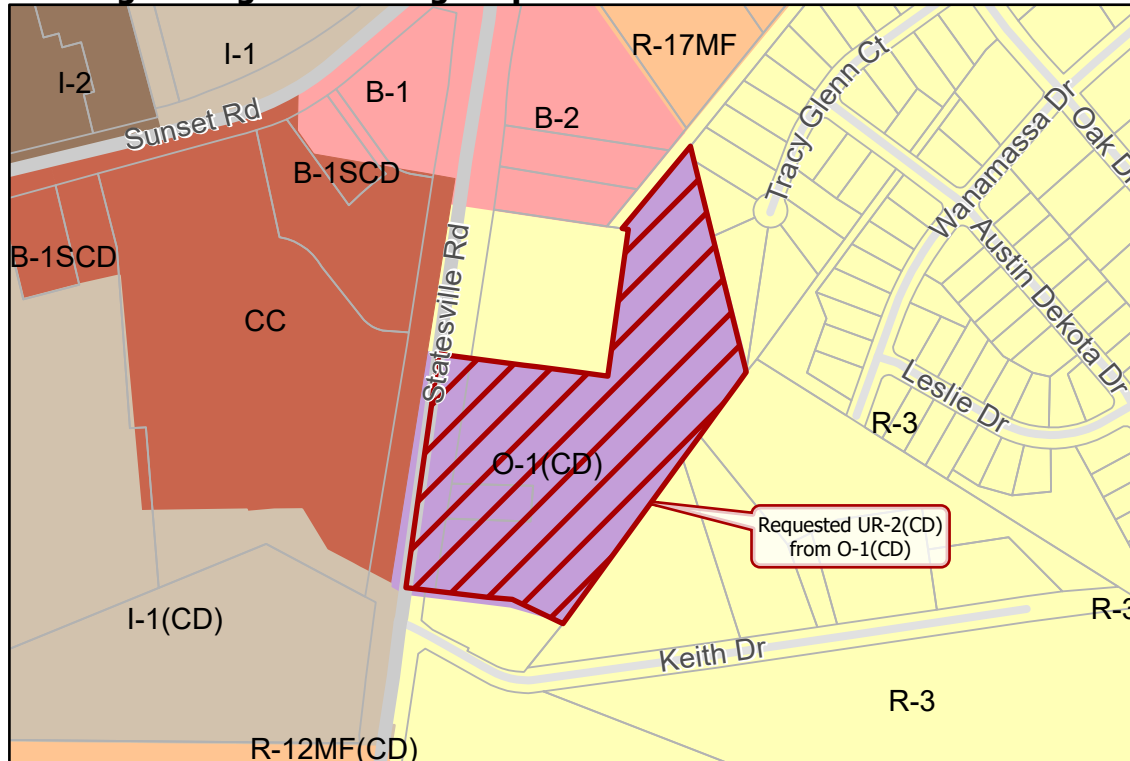 I-2
I-1
Sunset Rd
B-1
B-2
R-17MF
Tracy Glenn Ct
Wanamassa Dr
Oak Dr
B-1SCD
B-1SCD
CC
Statesville Rd
Austin Dekota Dr
Leslie Dr
R-3
O-1(CD)
Requested UR-2(CD)
from O-1(CD)
I-1(CD)
R-3
Keith Dr
R-3
R-12MF(CD)